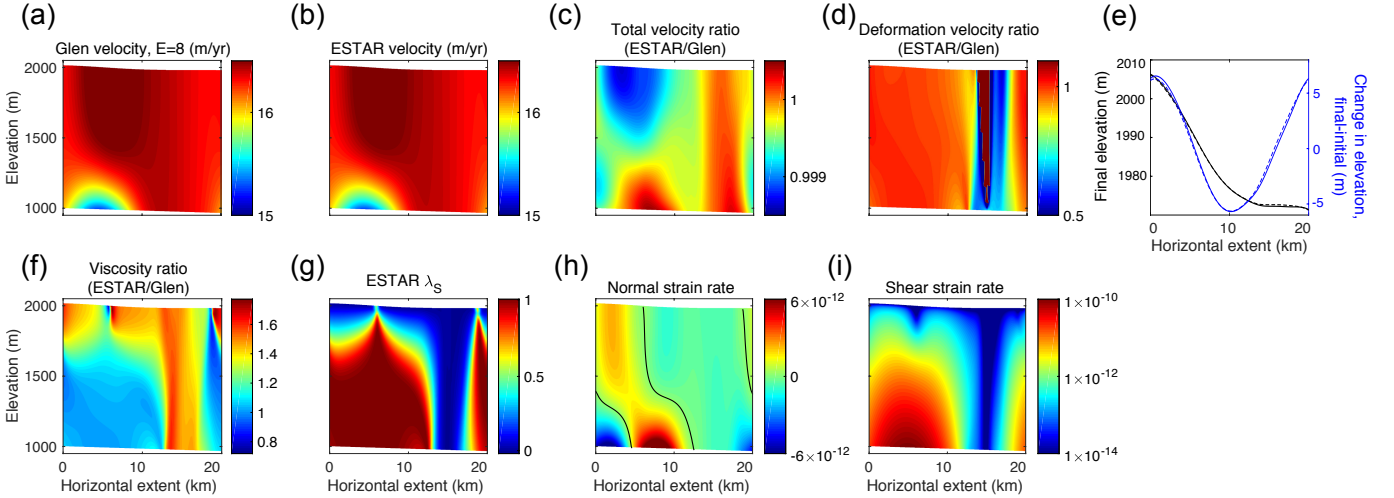 (a)
Glen velocity, E=8 (m/yr)
Elevation (m)
2000
1500
1000
16
15
(b)
ESTAR velocity (m/yr)
16
15
(c)
Total velocity ratio
(ESTAR/Glen)
1
0.999
(d)
Deformation velocity ratio
(ESTAR/Glen)
1
0.5
(e)
Final elevation (m)
2010
2000
1990
1980
0
10
20
Horizontal extent (km)
5
0
-5
Change in elevation,
final-initial (m)
(f)
Viscosity ratio
(ESTAR/Glen)
Elevation (m)
2000
1500
1000
0
10
20
Horizontal extent (km)
1.6
1.4
1.2
1
0.8
(g)
ESTAR λS
0
10
20
Horizontal extent (km)
1
0.5
0
(h)
Normal strain rate
0
10
20
Horizontal extent (km)
6×10⁻¹²
0
-6×10⁻¹²
(i)
Shear strain rate
0
10
20
Horizontal extent (km)
1×10⁻¹⁰
1×10⁻¹²
1×10⁻¹⁴